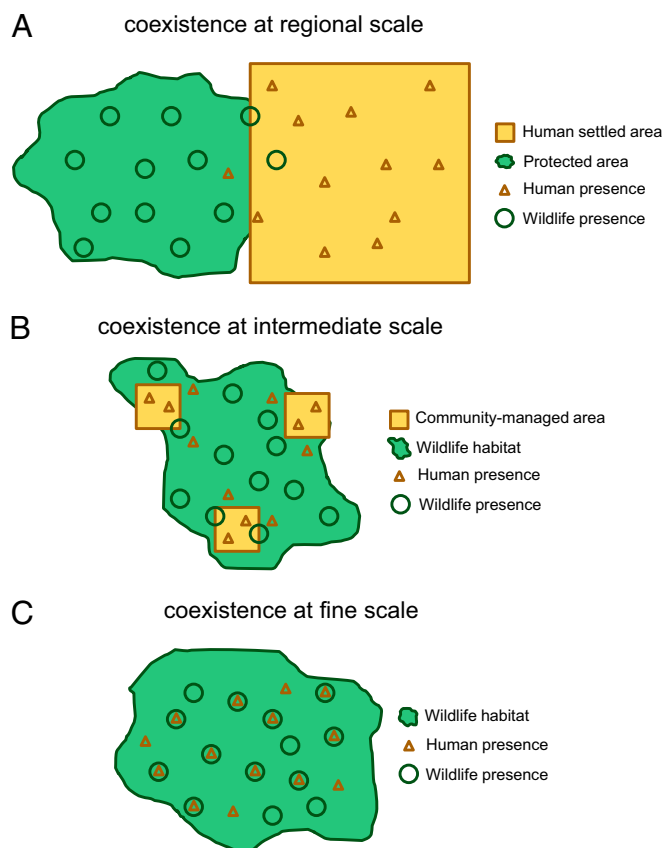 A
coexistence at regional scale
Human settled area
Protected area
Human presence
Wildlife presence
B
coexistence at intermediate scale
Community-managed area
Wildlife habitat
Human presence
Wildlife presence
C
coexistence at fine scale
Wildlife habitat
Human presence
Wildlife presence